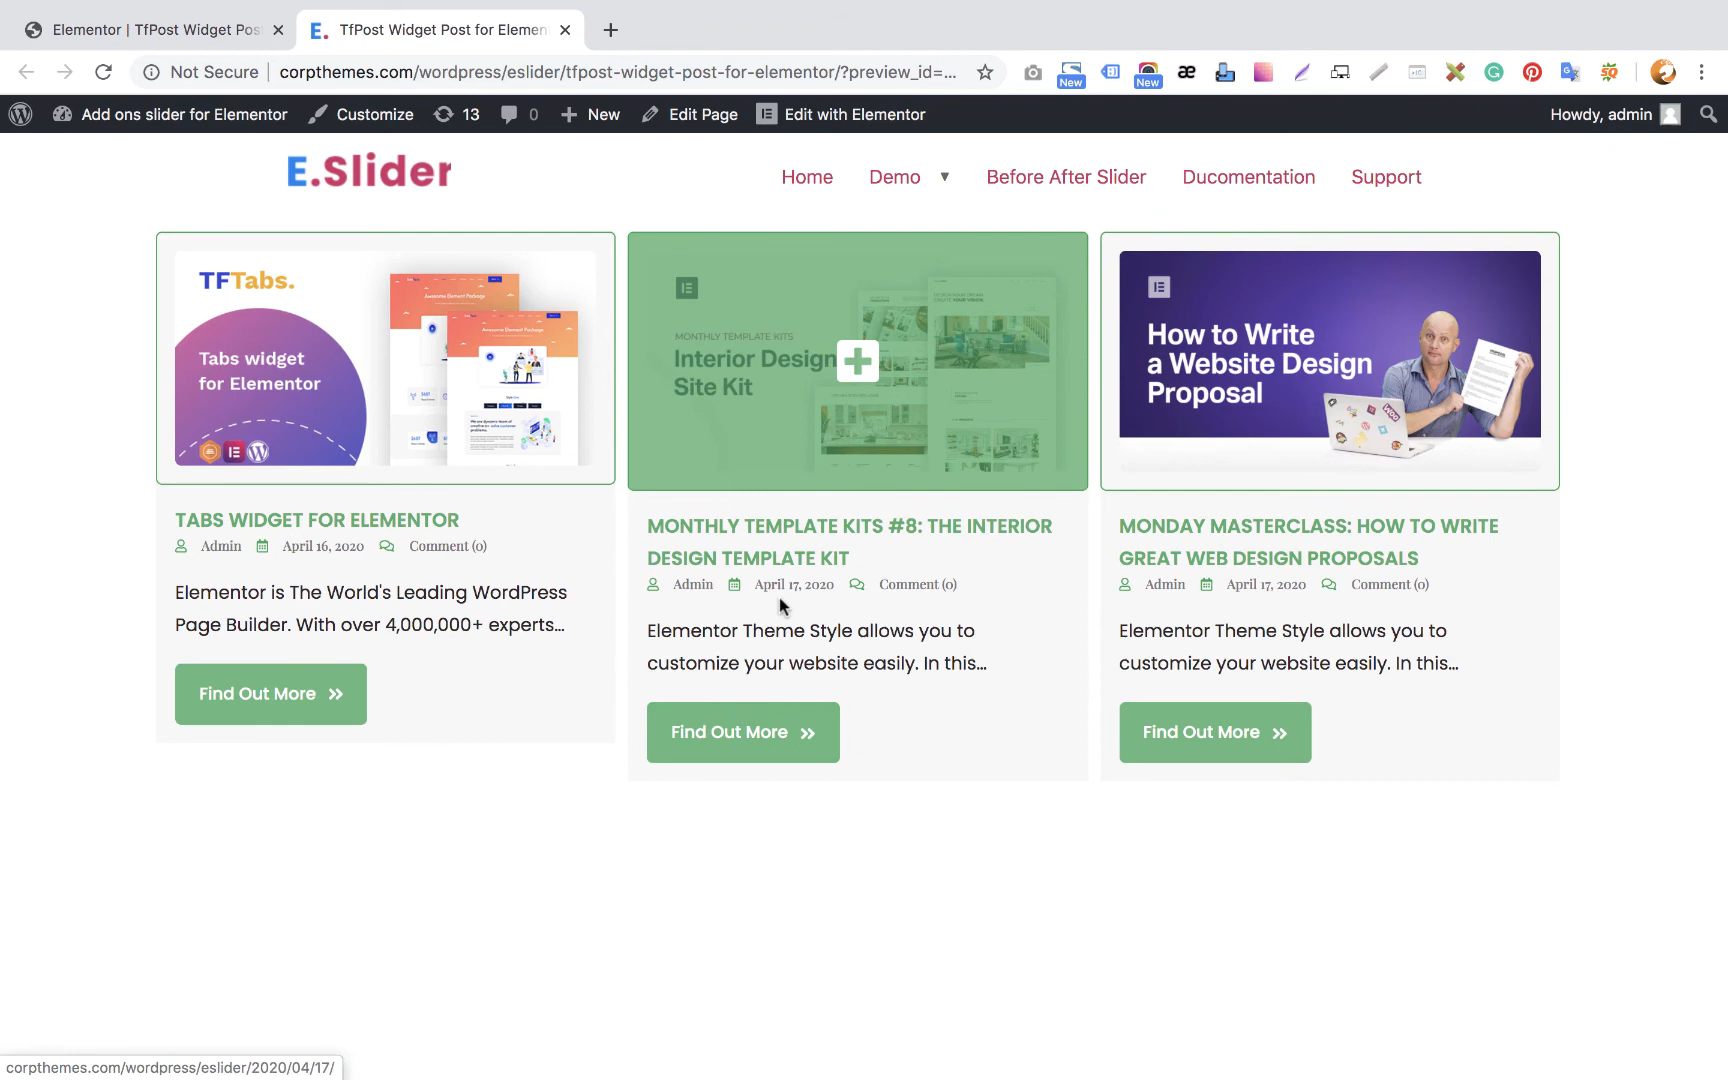 Elementor | TfPost Widget Pos
TfPost Widget Post for Elemen
Not Secure
corpthemes.com/wordpress/eslider/tfpost-widget-post-for-elementor/?preview_id=...
New
New
Add ons slider for Elementor
Customize
13
0
New
Edit Page
Edit with Elementor
Howdy, admin
E.Slider
Home
Demo
Before After Slider
Ducomentation
Support
TFTabs.
Tabs widget
for Elementor
Awesome Element Package
Awesome Element Package
MONTHLY TEMPLATE KITS
Interior Design
Site Kit
How to Write
a Website Design
Proposal
TABS WIDGET FOR ELEMENTOR
Admin April 16, 2020 Comment (0)
Elementor is The World's Leading WordPress
Page Builder. With over 4,000,000+ experts...
Find Out More »
MONTHLY TEMPLATE KITS #8: THE INTERIOR
DESIGN TEMPLATE KIT
Admin April 17, 2020 Comment (0)
Elementor Theme Style allows you to
customize your website easily. In this...
Find Out More »
MONDAY MASTERCLASS: HOW TO WRITE
GREAT WEB DESIGN PROPOSALS
Admin April 17, 2020 Comment (0)
Elementor Theme Style allows you to
customize your website easily. In this...
Find Out More »
corpthemes.com/wordpress/eslider/2020/04/17/